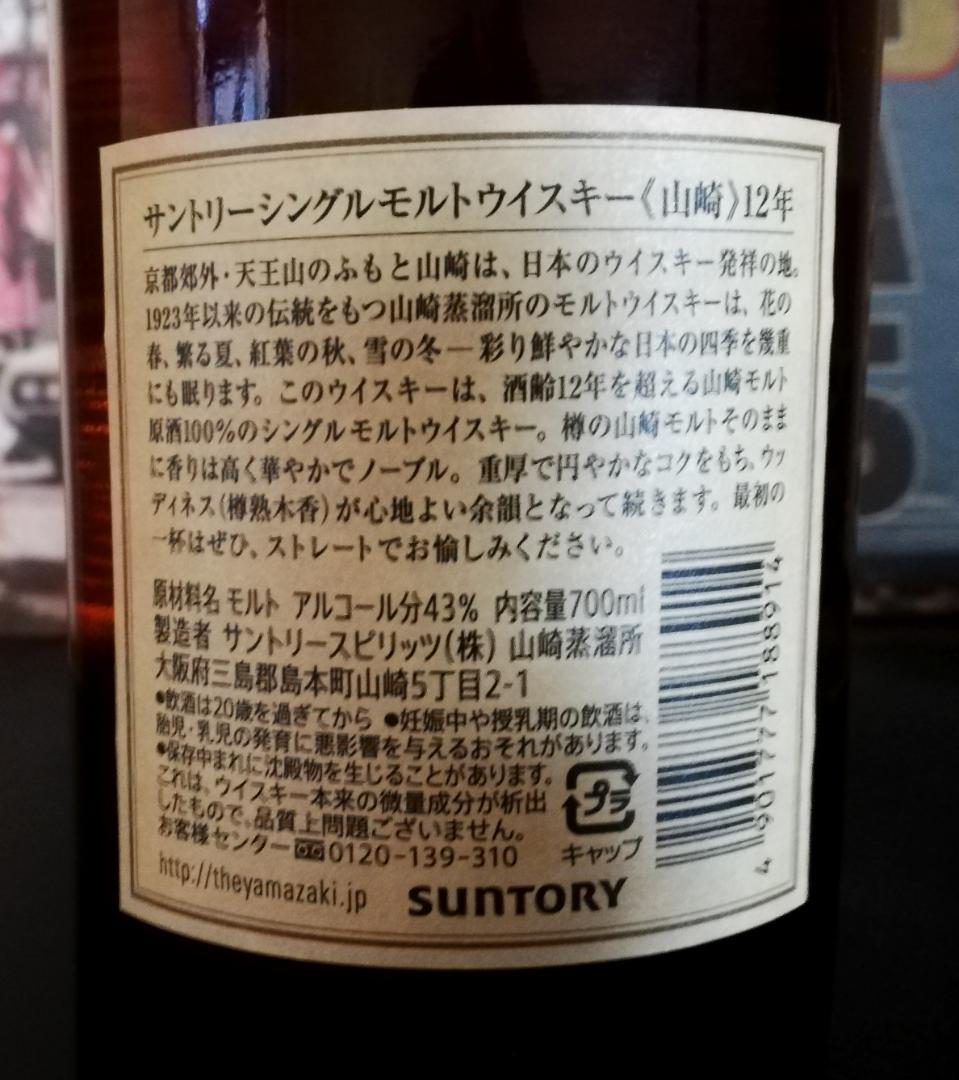 サントリーシングルモルトウイスキー《山崎》12年
京都郊外・天王山のふもと山崎は、日本のウイスキー発祥の地。
1923年以来の伝統をもつ山崎蒸溜所のモルトウイスキーは、花の
春、繁る夏、紅葉の秋、雪の冬―彩り鮮やかな日本の四季を幾重
にも眠ります。このウイスキーは、酒齢12年を超える山崎モルト
原酒100%のシングルモルトウイスキー。樽の山崎モルトそのまま
に香りは高く華やかでノーブル。重厚で円やかなコクをもち、ウッ
ディネス(樽熟木香)が心地よい余韻となって続きます。最初の
一杯はぜひ、ストレートでお愉しみください。
原材料名 モルト アルコール分43% 内容量700ml
製造者 サントリースピリッツ(株) 山崎蒸溜所
大阪府三島郡島本町山崎5丁目2-1
●飲酒は20歳を過ぎてから ●妊娠中や授乳期の飲酒は、
胎児・乳児の発育に悪影響を与えるおそれがあります。
●保存中まれに沈殿物を生じることがあります。
これは、ウイスキー本来の微量成分が析出
したもので、品質上問題ございません。
お客様センター 0120-139-310
http://theyamazaki.jp
SUNTORY
プラ
キャップ
4 901777 188914